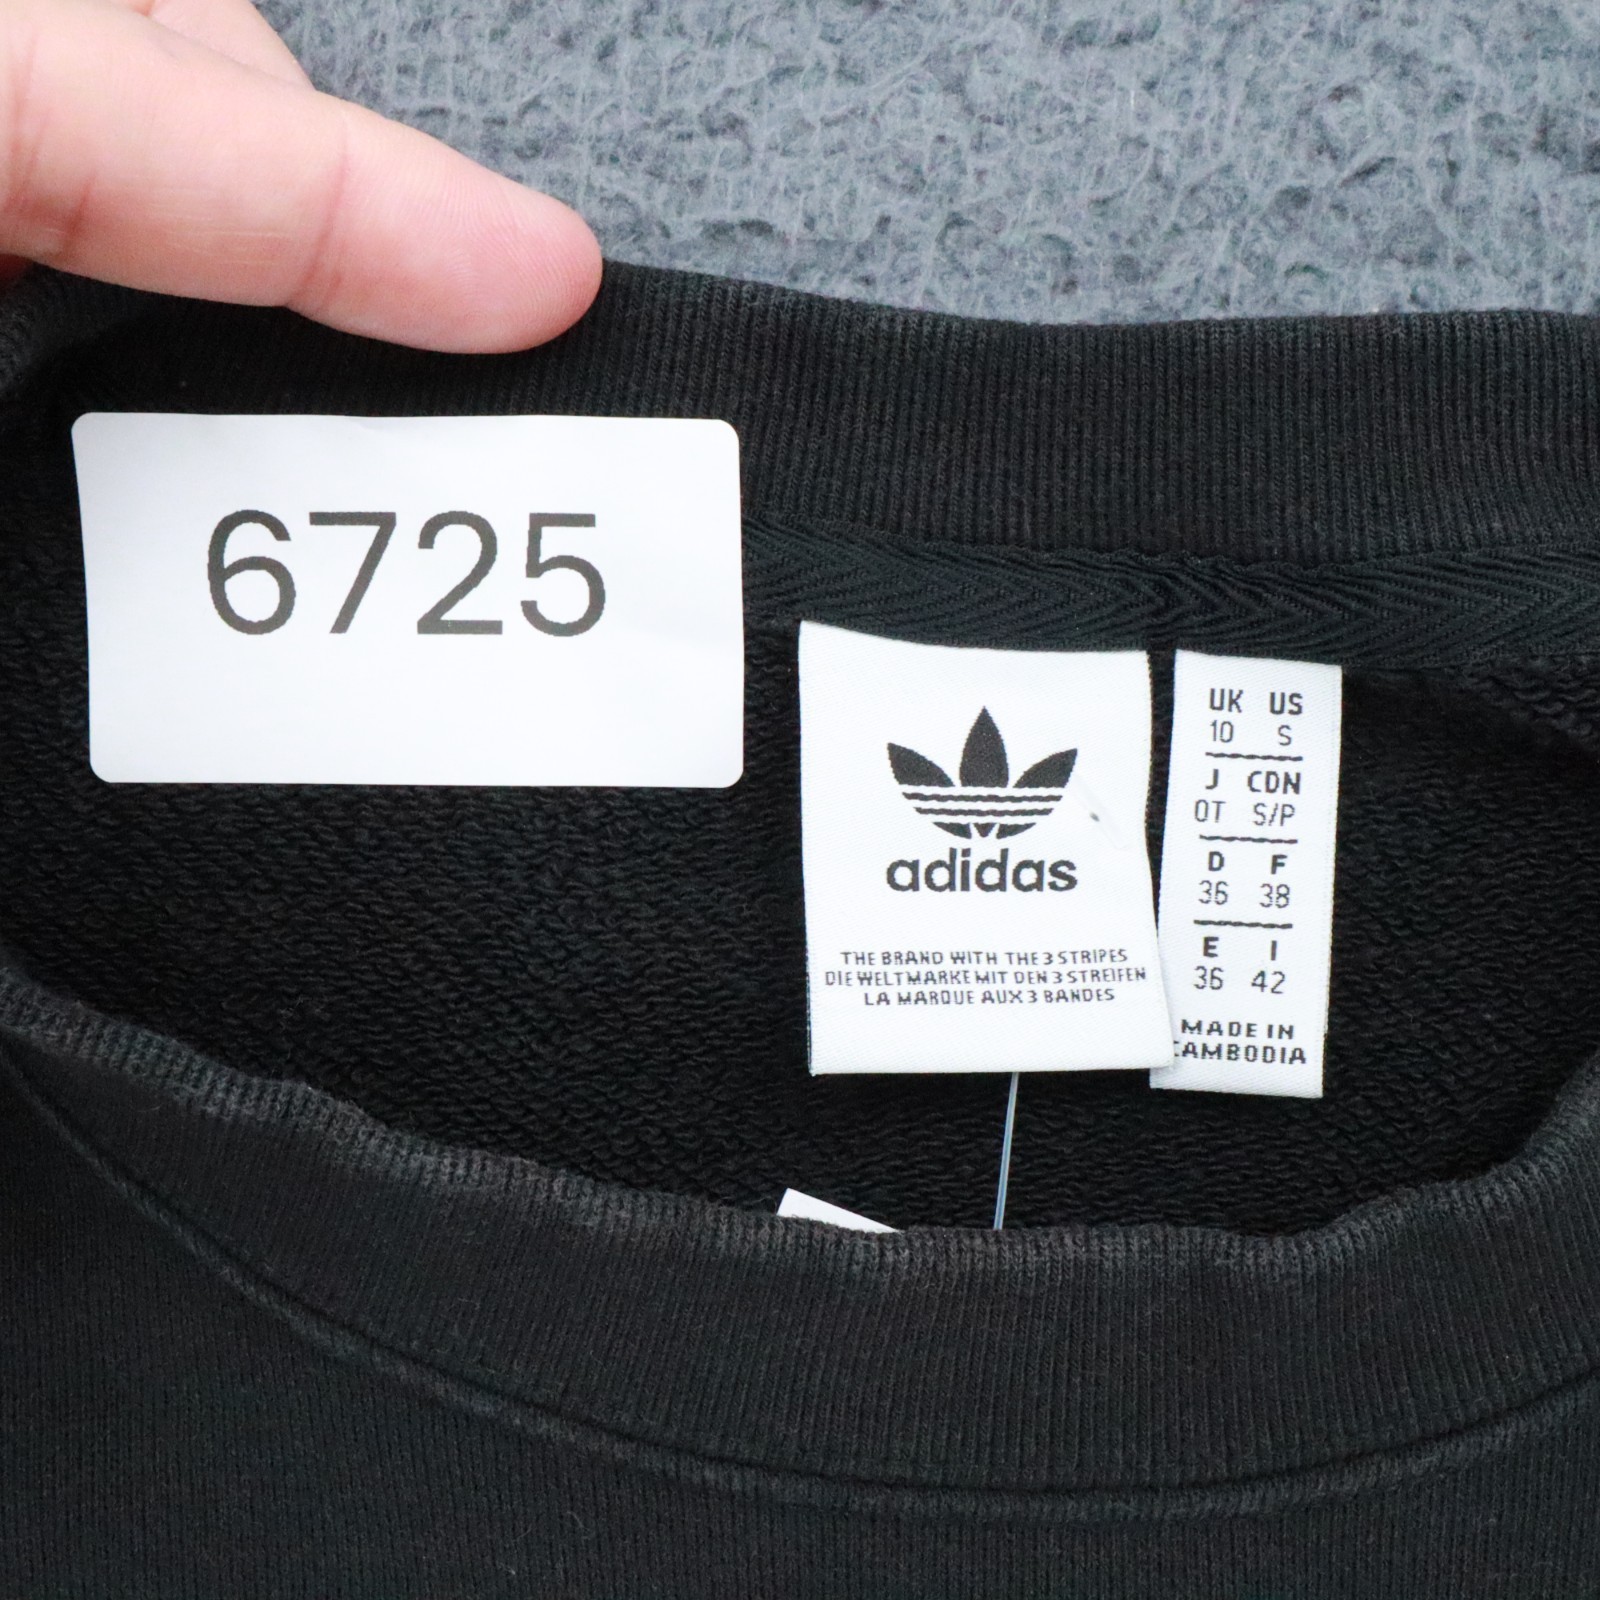 6725
adidas
THE BRAND WITH THE 3 STRIPES
DIE WELTMARKE MIT DEN 3 STREIFEN
LA MARQUE AUX 3 BANDES
UK US
10 S
J CDN
OT S/P
D F
36 38
E I
36 42
MADE IN
CAMBODIA